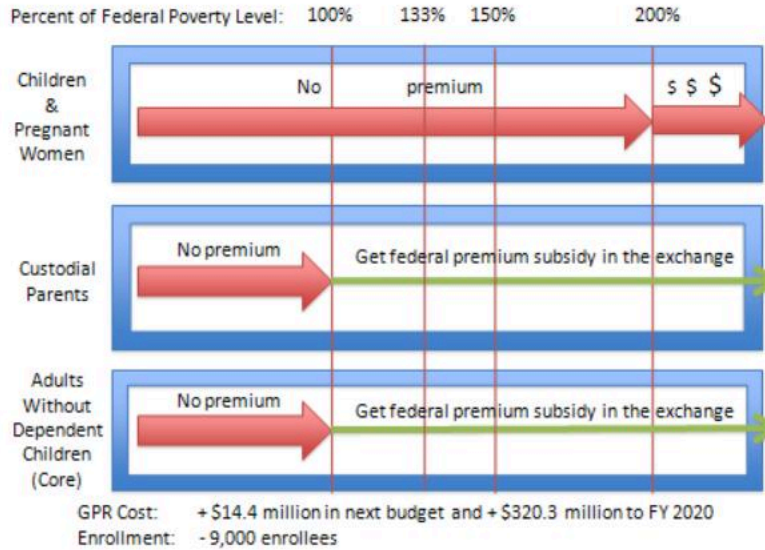 Percent of Federal Poverty Level: 100% 133% 150% 200%
Children
&
Pregnant
Women
No premium $ $ $
Custodial
Parents
No premium
Get federal premium subsidy in the exchange
Adults
Without
Dependent
Children
(Core)
No premium
Get federal premium subsidy in the exchange
GPR Cost: + $14.4 million in next budget and + $320.3 million to FY 2020
Enrollment: - 9,000 enrollees